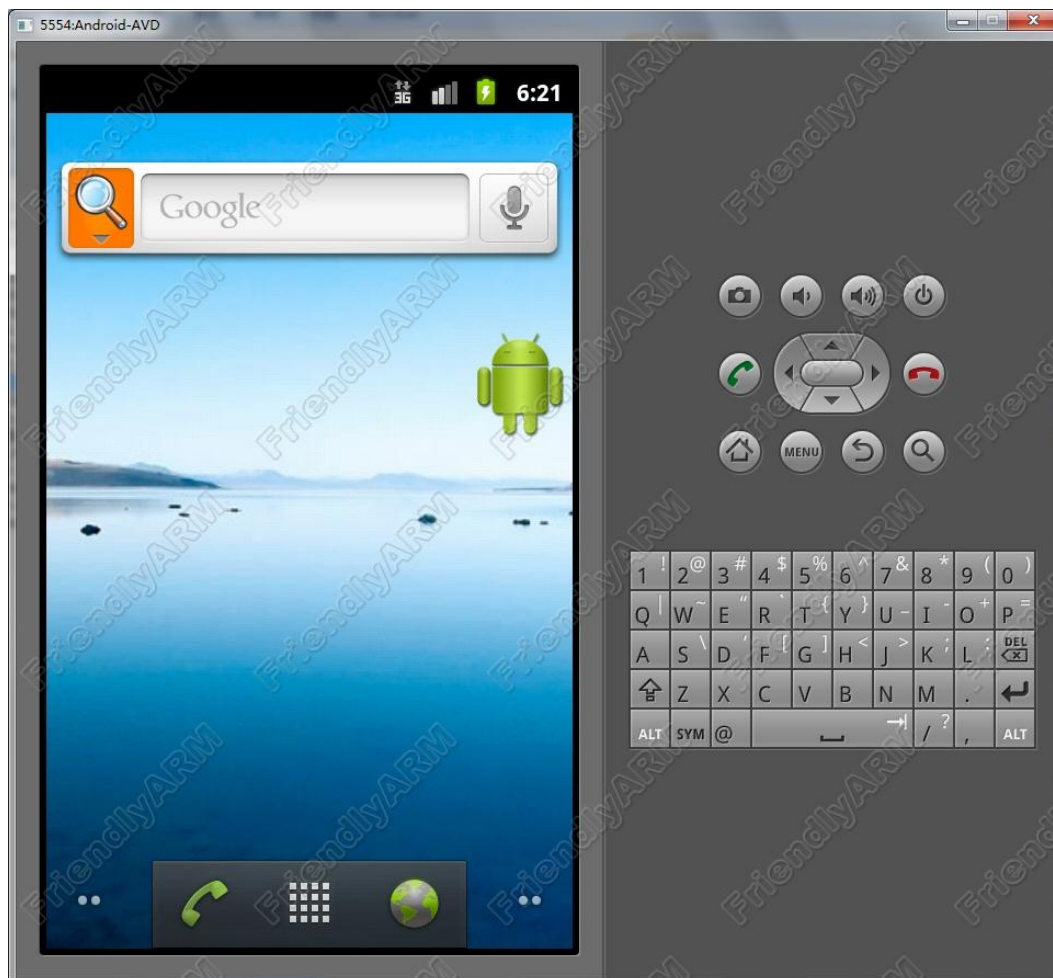 5554:Android-AVD
3G 6:21
Google
MENU
1 ! 2 @ 3 # 4 $ 5 % 6 ^ 7 & 8 * 9 ( 0 )
Q | W ~ E “ R ` T { Y } U _ I - O + P =
A S \ D ‘ F [ G ] H < J > K ; L : DEL
Z X C V B N M .
ALT SYM @ / ? , ALT
FriendlyARM